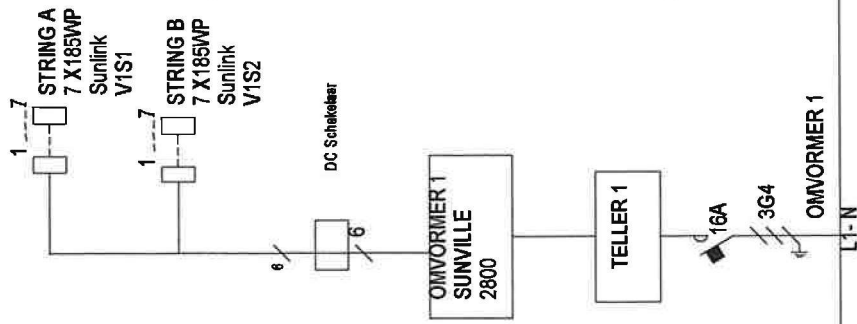 1 7
STRING A
7 X185WP
Sunlink
V1S1
1 7
STRING B
7 X185WP
Sunlink
V1S2
DC Schakelaar
6
6
OMVORMER 1
SUNVILLE
2800
TELLER 1
16A
3G4
OMVORMER 1
L1- N